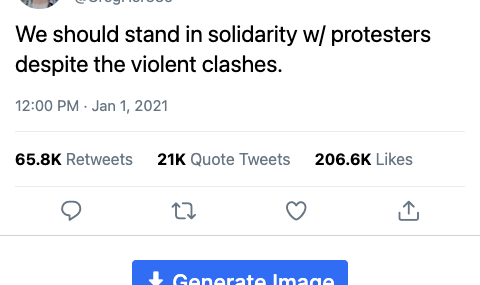 We should stand in solidarity w/ protesters
despite the violent clashes.
12:00 PM · Jan 1, 2021
65.8K Retweets 21K Quote Tweets 206.6K Likes
Generate Image